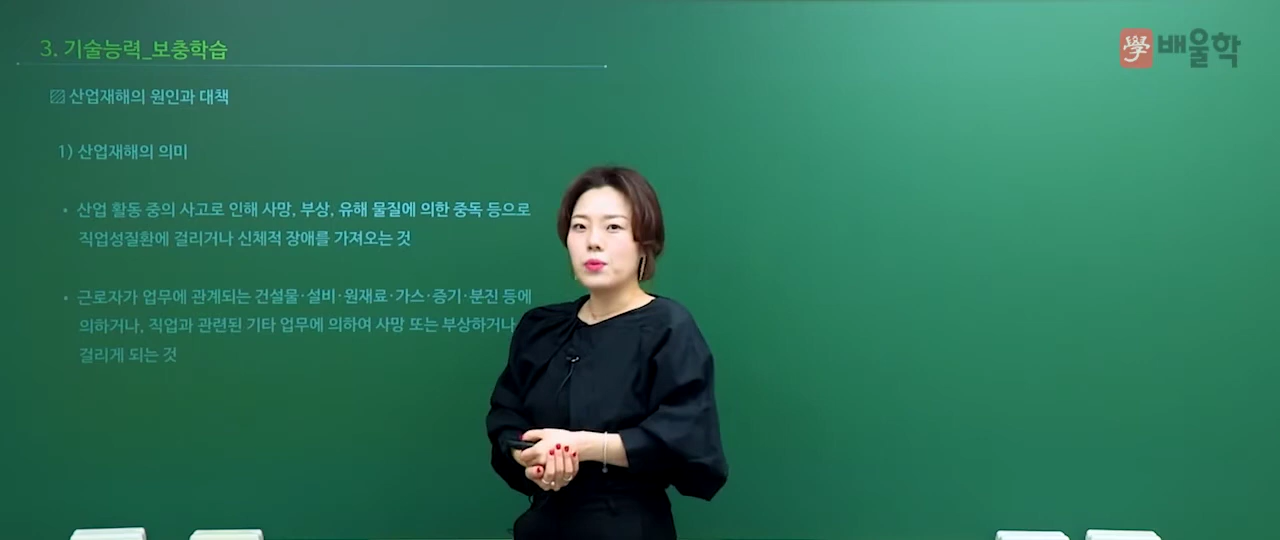 3. 기술능력_보충학습
學 배울학
산업재해의 원인과 대책
1) 산업재해의 의미
• 산업 활동 중의 사고로 인해 사망, 부상, 유해 물질에 의한 중독 등으로
직업성질환에 걸리거나 신체적 장애를 가져오는 것
• 근로자가 업무에 관계되는 건설물·설비·원재료·가스·증기·분진 등에
의하거나, 직업과 관련된 기타 업무에 의하여 사망 또는 부상하거나
걸리게 되는 것